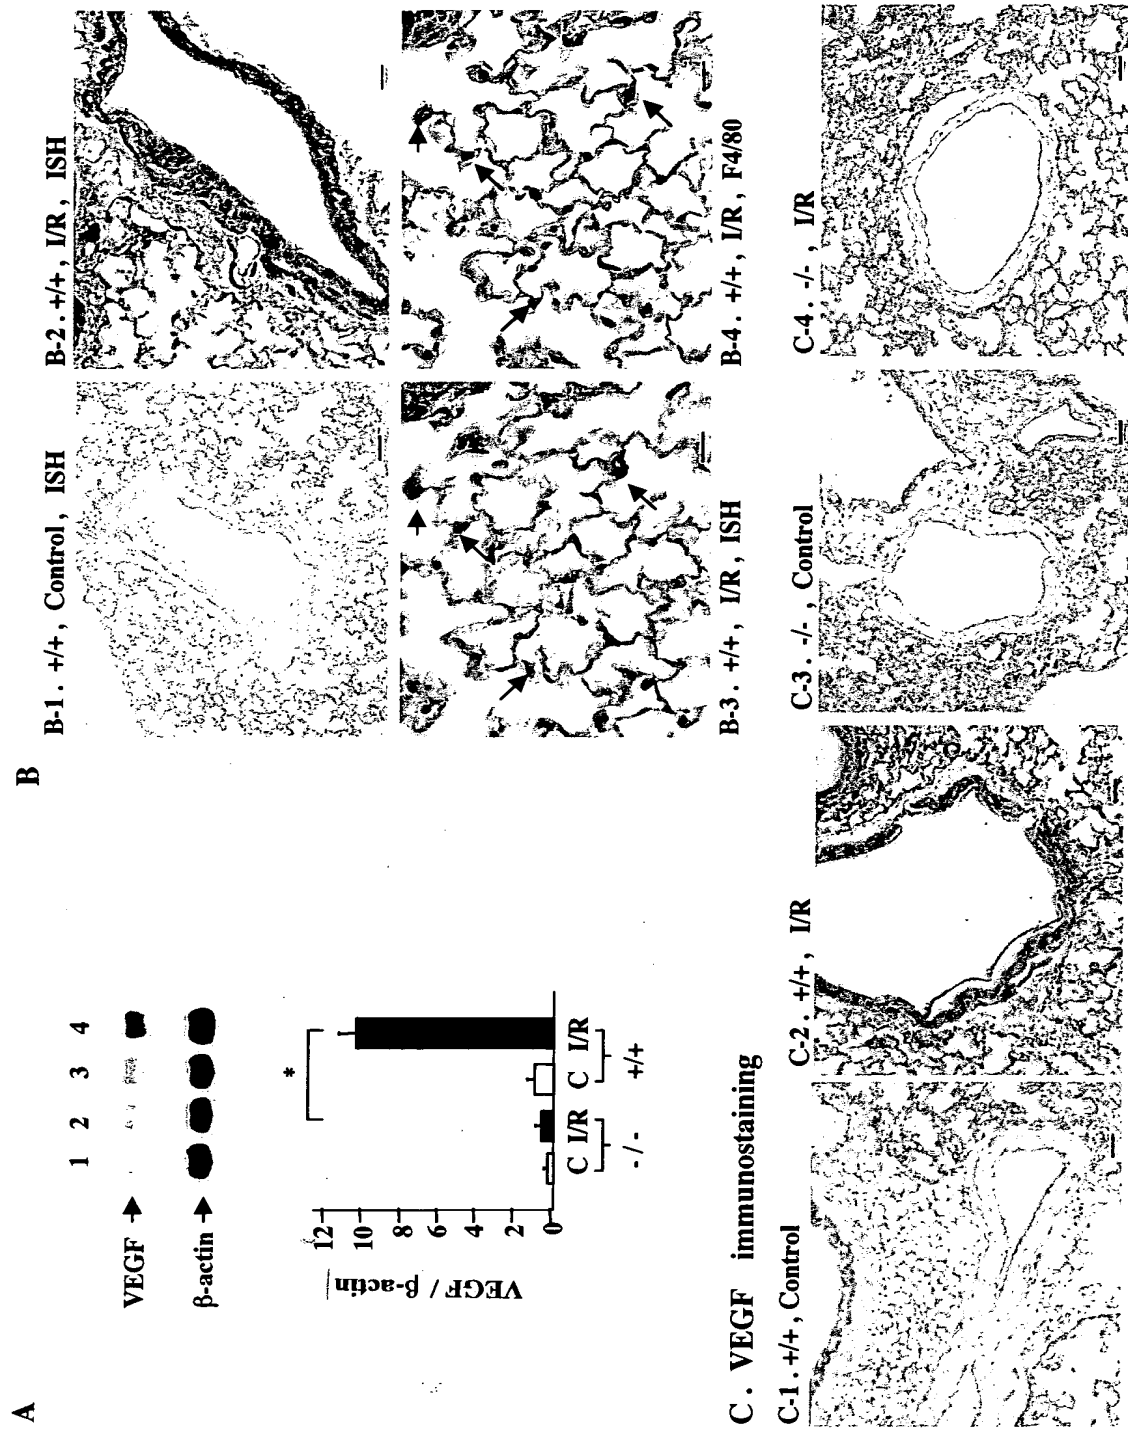 A
1 2 3 4
VEGF
β-actin
VEGF / β-actin
12
10
8
6
4
2
0
*
C I/R C I/R
-/- +/+
B
B-1. +/+, Control, ISH
B-2. +/+, I/R, ISH
B-3. +/+, I/R, ISH
B-4. +/+, I/R, F4/80
C. VEGF immunostaining
C-1. +/+, Control
C-2. +/+, I/R
C-3. -/-, Control
C-4. -/-, I/R